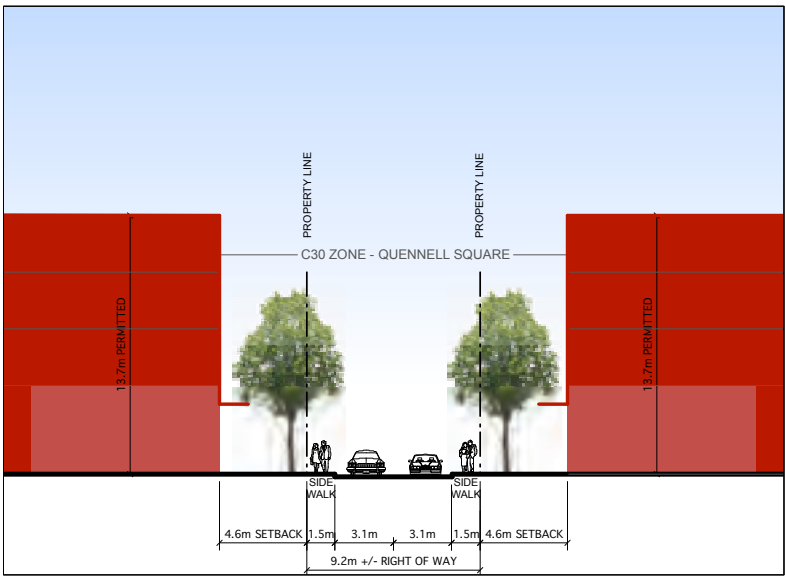 PROPERTY LINE
PROPERTY LINE
C30 ZONE - QUENNELL SQUARE
13.7m PERMITTED
13.7m PERMITTED
SIDE
WALK
SIDE
WALK
4.6m SETBACK
1.5m
3.1m
3.1m
1.5m
4.6m SETBACK
9.2m +/- RIGHT OF WAY